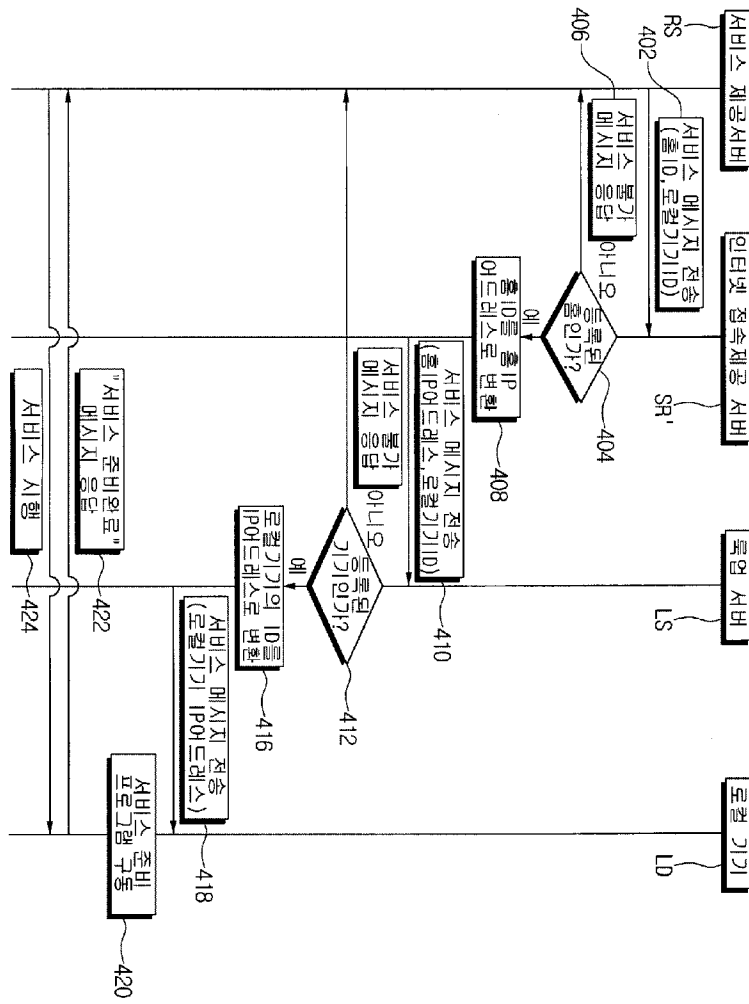 서비스 제공서버
RS
인터넷 접속제공 서버
SR'
룩업 서버
LS
로컬 기기
LD
402
서비스 메시지 전송
(홈ID,로컬기기ID)
등록된
홈인가?
404
아니오
예
406
서비스 불가
메시지 응답
홈ID를 홈IP
어드레스로 변환
408
서비스 메시지 전송
(홈IP어드레스,로컬기기ID)
410
등록된
기기인가?
412
아니오
예
서비스 불가
메시지 응답
로컬기기의 ID를
IP어드레스로 변환
416
서비스 메시지 전송
(로컬기기 IP어드레스)
418
서비스 준비
프로그램 구동
420
"서비스 준비완료"
메시지 응답
422
서비스 시행
424